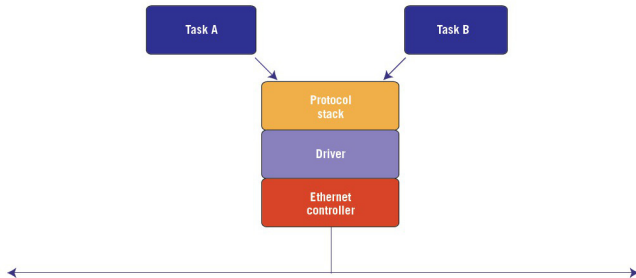 Task A
Task B
Protocol
stack
Driver
Ethernet
controller